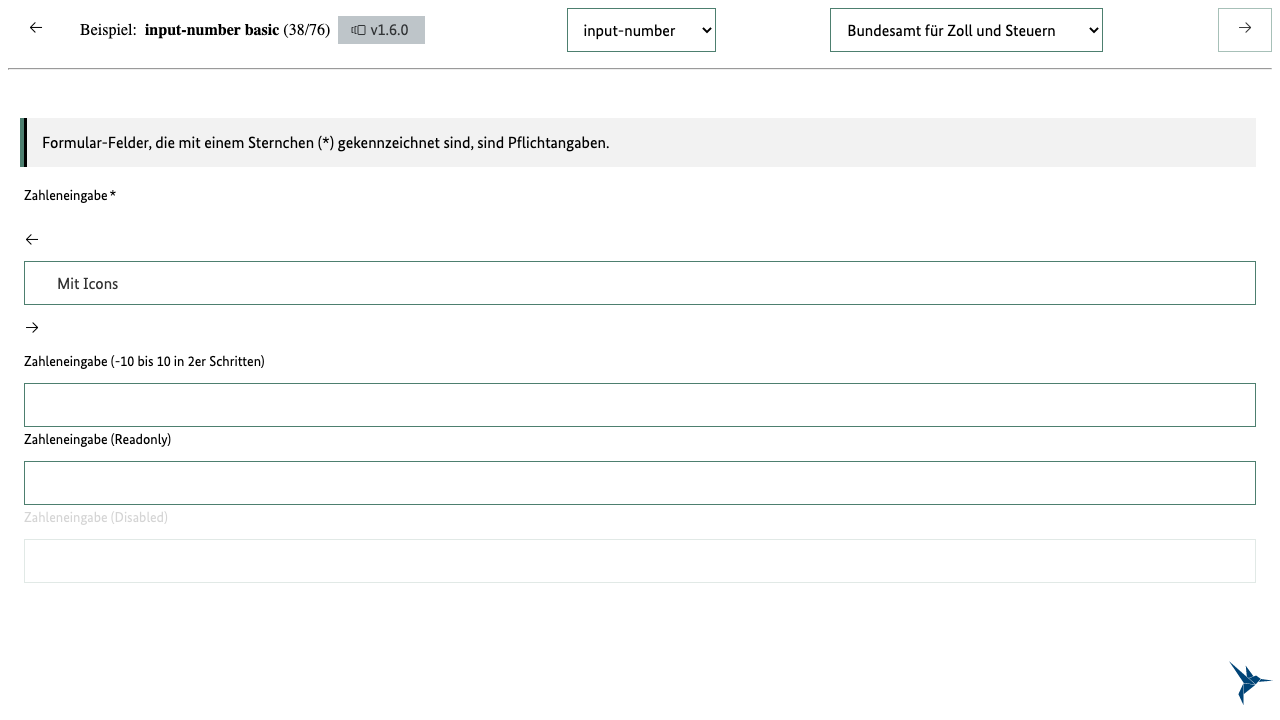 Beispiel: input-number basic (38/76) v1.6.0 input-number Bundesamt für Zoll und Steuern
Formular-Felder, die mit einem Sternchen (*) gekennzeichnet sind, sind Pflichtangaben.
Zahleneingabe *
Mit Icons
Zahleneingabe (-10 bis 10 in 2er Schritten)
Zahleneingabe (Readonly)
Zahleneingabe (Disabled)